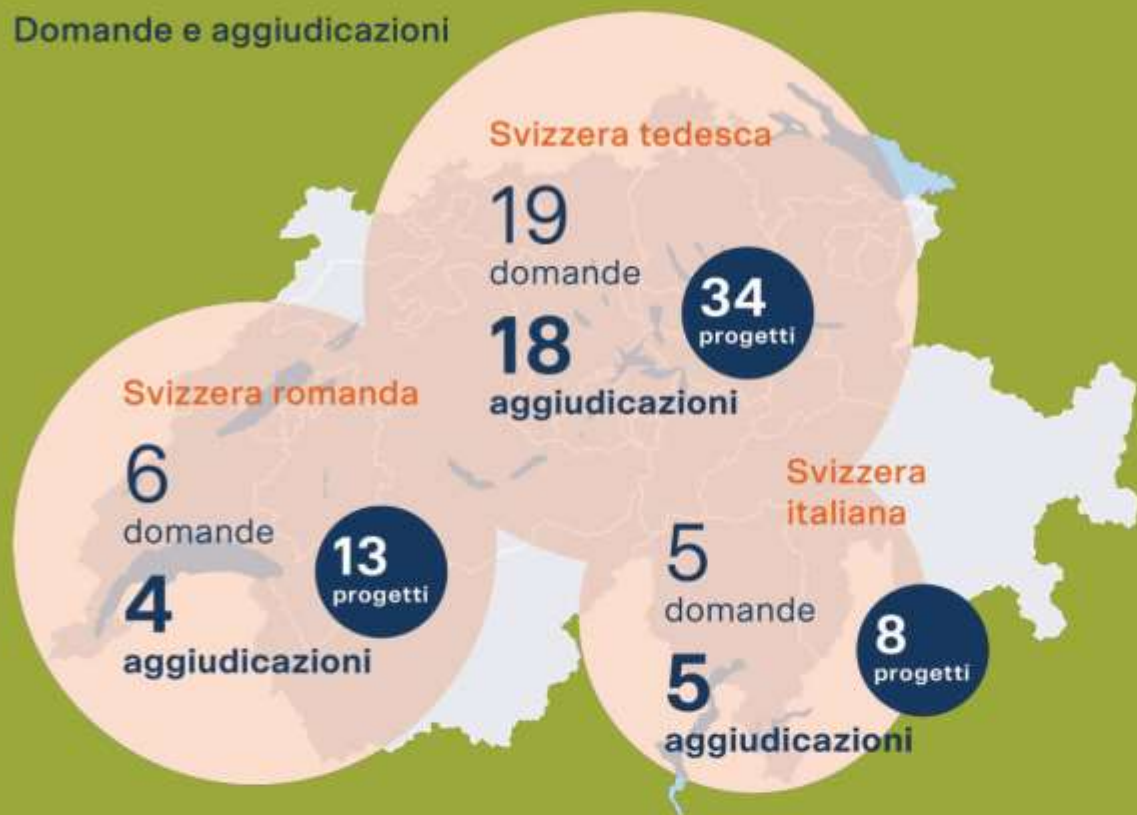 Domande e aggiudicazioni
Svizzera tedesca
19
domande
18
aggiudicazioni
34
progetti
Svizzera romanda
6
domande
4
aggiudicazioni
13
progetti
Svizzera
italiana
5
domande
5
aggiudicazioni
8
progetti